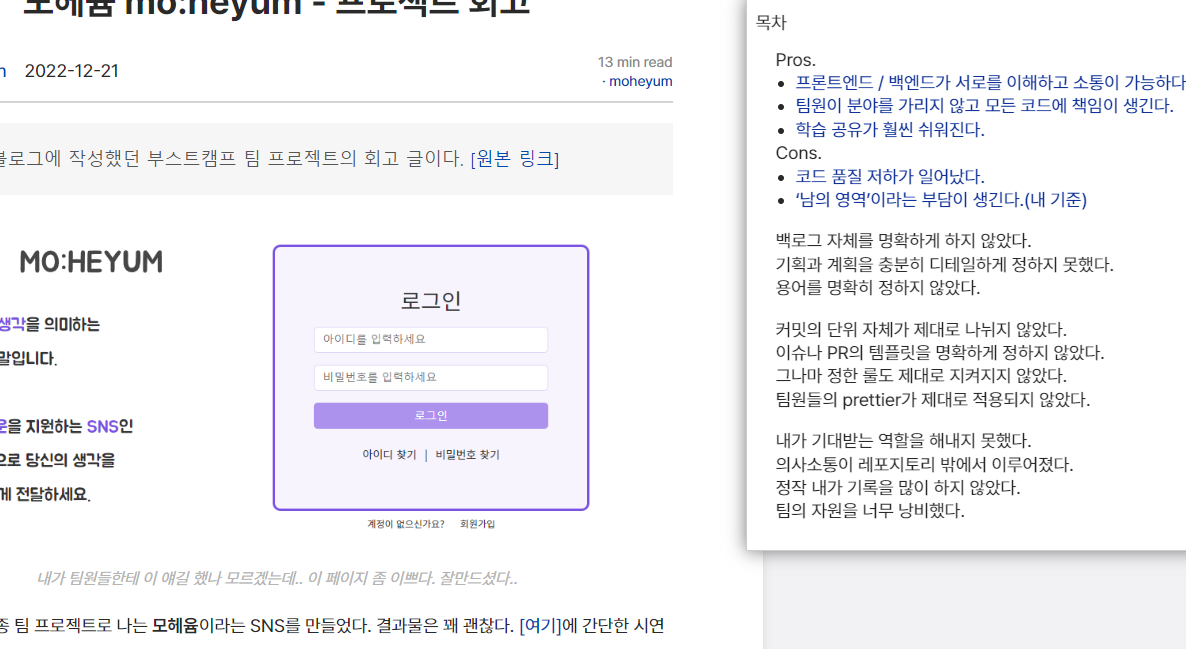 모헤윰 mo:heyum - 프로젝트 회고
2022-12-21
13 min read
· moheyum
블로그에 작성했던 부스트캠프 팀 프로젝트의 회고 글이다. [원본 링크]
MO:HEYUM
생각을 의미하는
말입니다.
을 지원하는 SNS인
으로 당신의 생각을
게 전달하세요.
로그인
아이디를 입력하세요
비밀번호를 입력하세요
로그인
아이디 찾기 | 비밀번호 찾기
계정이 없으신가요? 회원가입
내가 팀원들한테 이 얘길 했나 모르겠는데.. 이 페이지 좀 이쁘다. 잘만드셨다..
종 팀 프로젝트로 나는 모헤윰이라는 SNS를 만들었다. 결과물은 꽤 괜찮다. [여기]에 간단한 시연
목차
Pros.
• 프론트엔드 / 백엔드가 서로를 이해하고 소통이 가능하다
• 팀원이 분야를 가리지 않고 모든 코드에 책임이 생긴다.
• 학습 공유가 훨씬 쉬워진다.
Cons.
• 코드 품질 저하가 일어났다.
• ‘남의 영역’이라는 부담이 생긴다.(내 기준)
백로그 자체를 명확하게 하지 않았다.
기획과 계획을 충분히 디테일하게 정하지 못했다.
용어를 명확히 정하지 않았다.
커밋의 단위 자체가 제대로 나뉘지 않았다.
이슈나 PR의 템플릿을 명확하게 정하지 않았다.
그나마 정한 룰도 제대로 지켜지지 않았다.
팀원들의 prettier가 제대로 적용되지 않았다.
내가 기대받는 역할을 해내지 못했다.
의사소통이 레포지토리 밖에서 이루어졌다.
정작 내가 기록을 많이 하지 않았다.
팀의 자원을 너무 낭비했다.